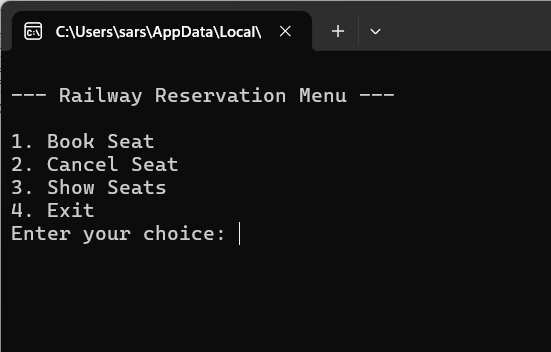 C:\Users\sars\AppData\Local\
--- Railway Reservation Menu ---
1. Book Seat
2. Cancel Seat
3. Show Seats
4. Exit
Enter your choice: